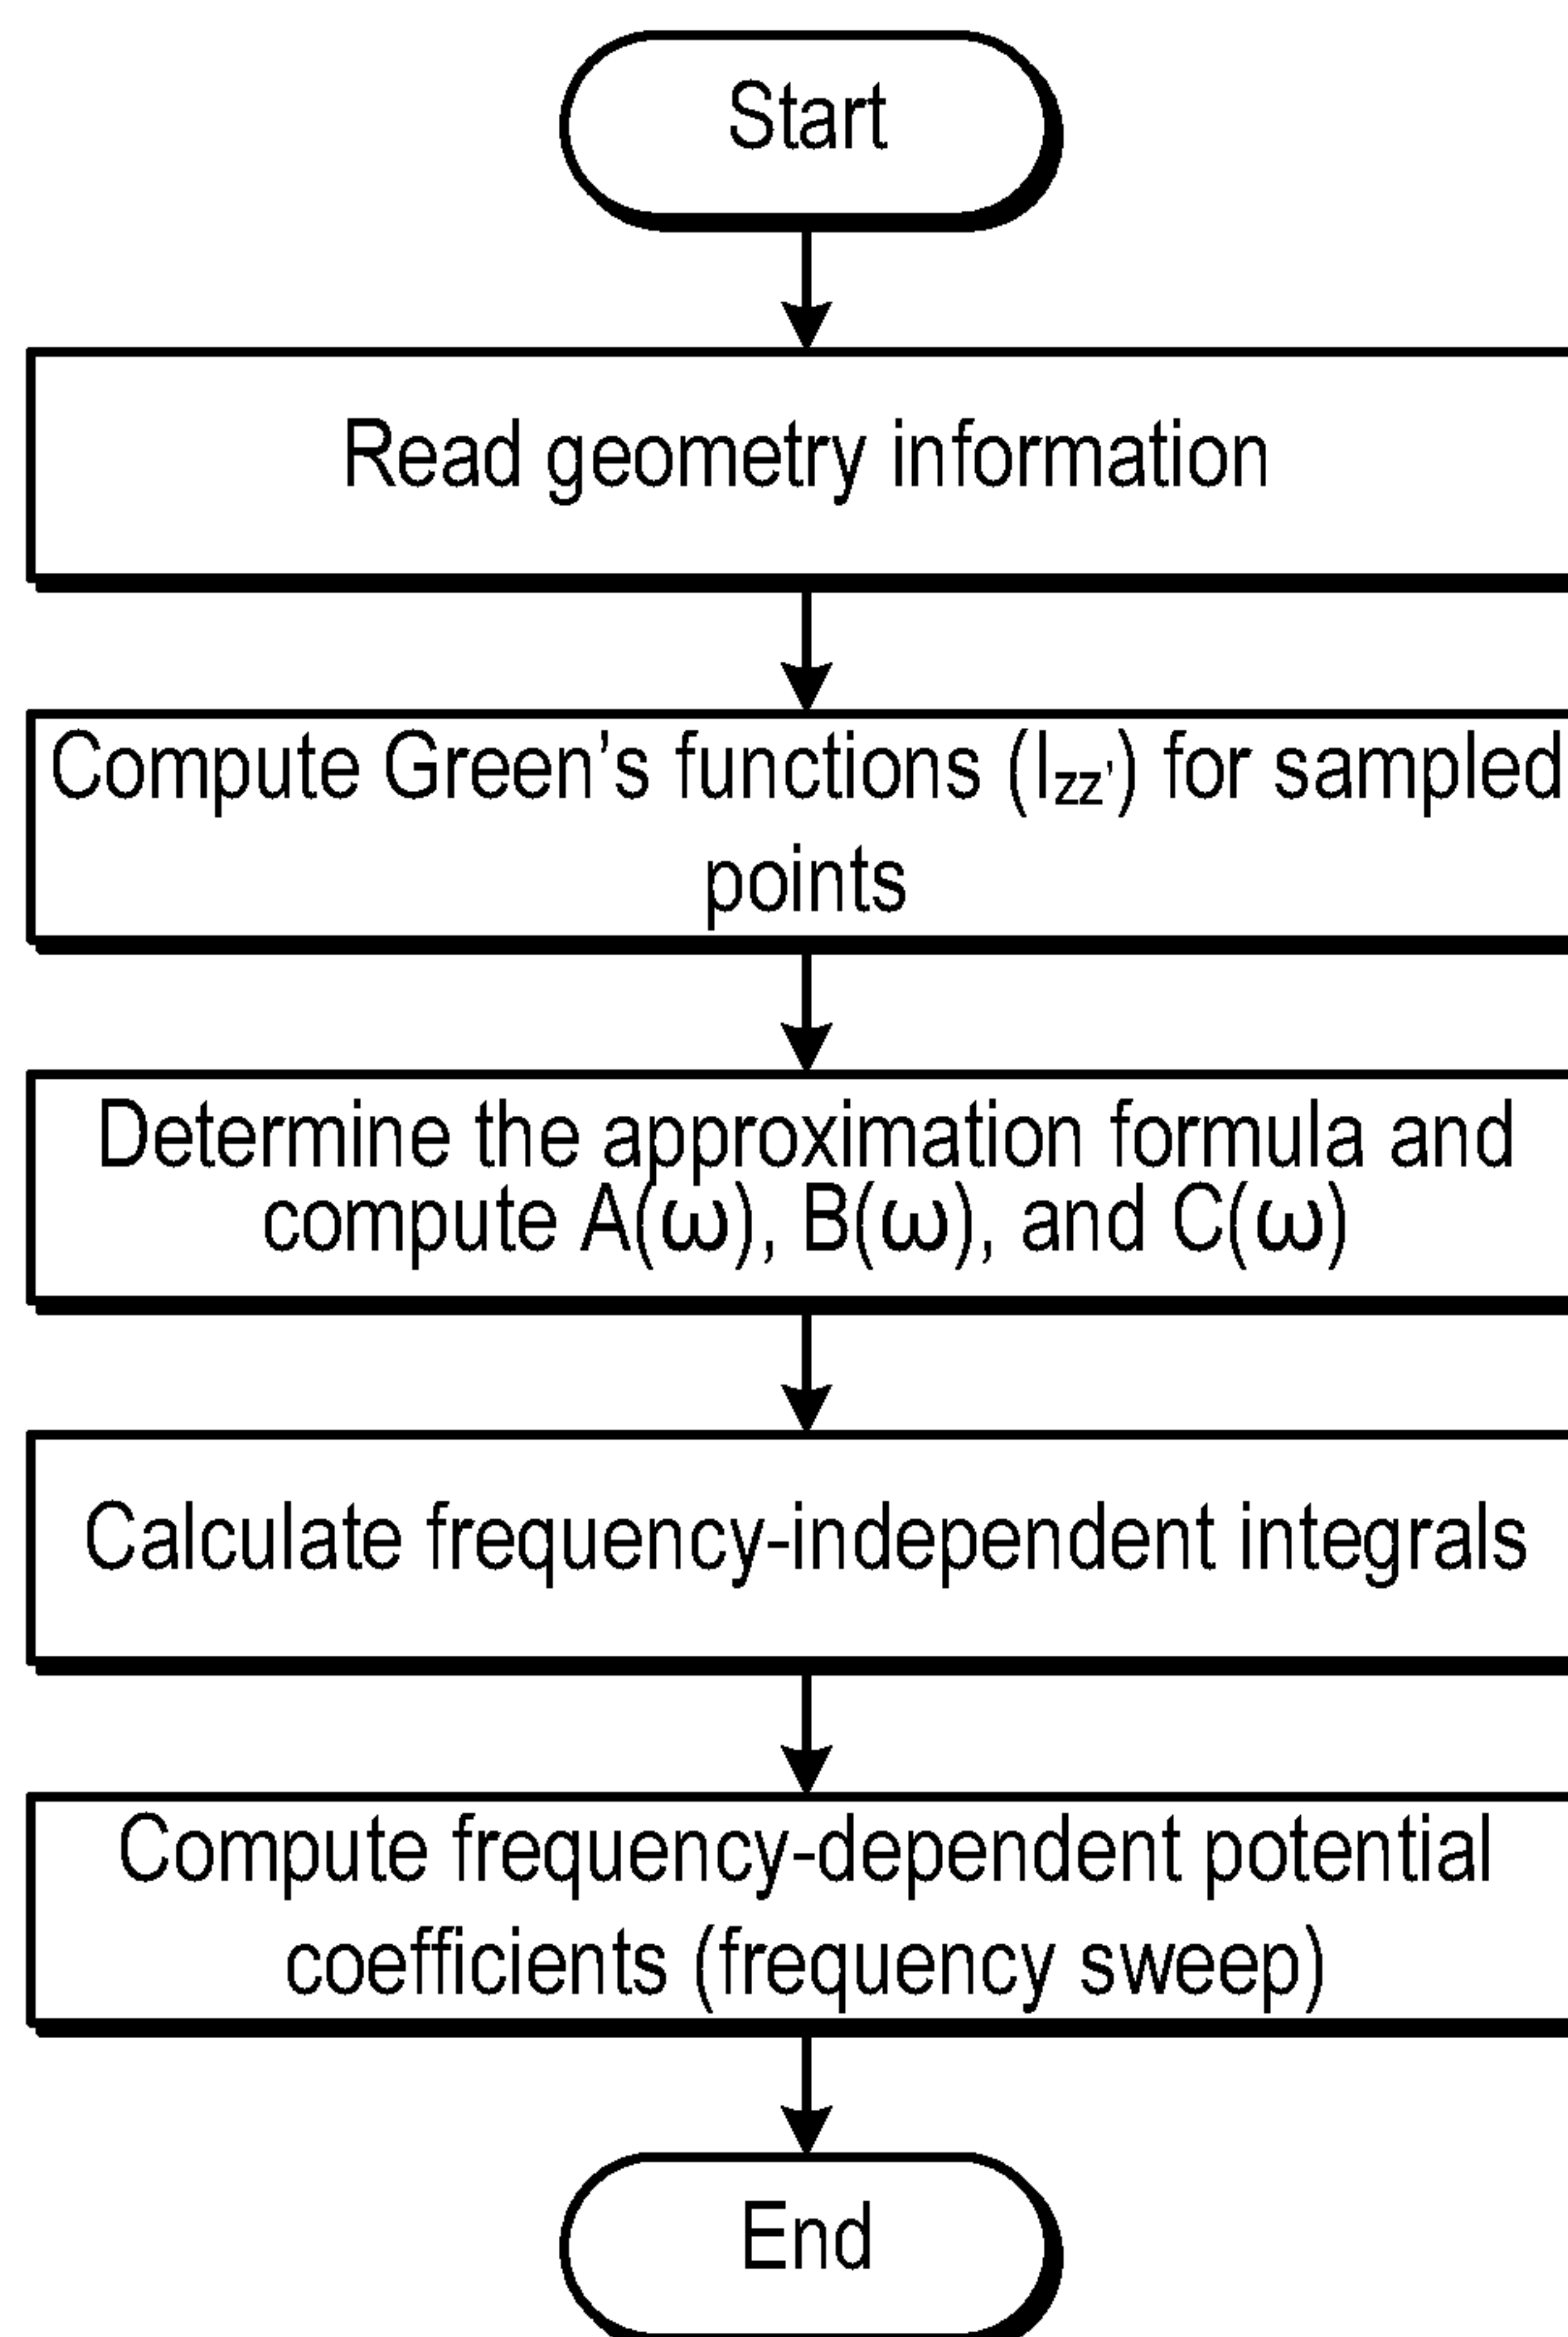 Start
Read geometry information
Compute Green's functions (Izz') for sampled
points
Determine the approximation formula and
compute A(ω), B(ω), and C(ω)
Calculate frequency-independent integrals
Compute frequency-dependent potential
coefficients (frequency sweep)
End